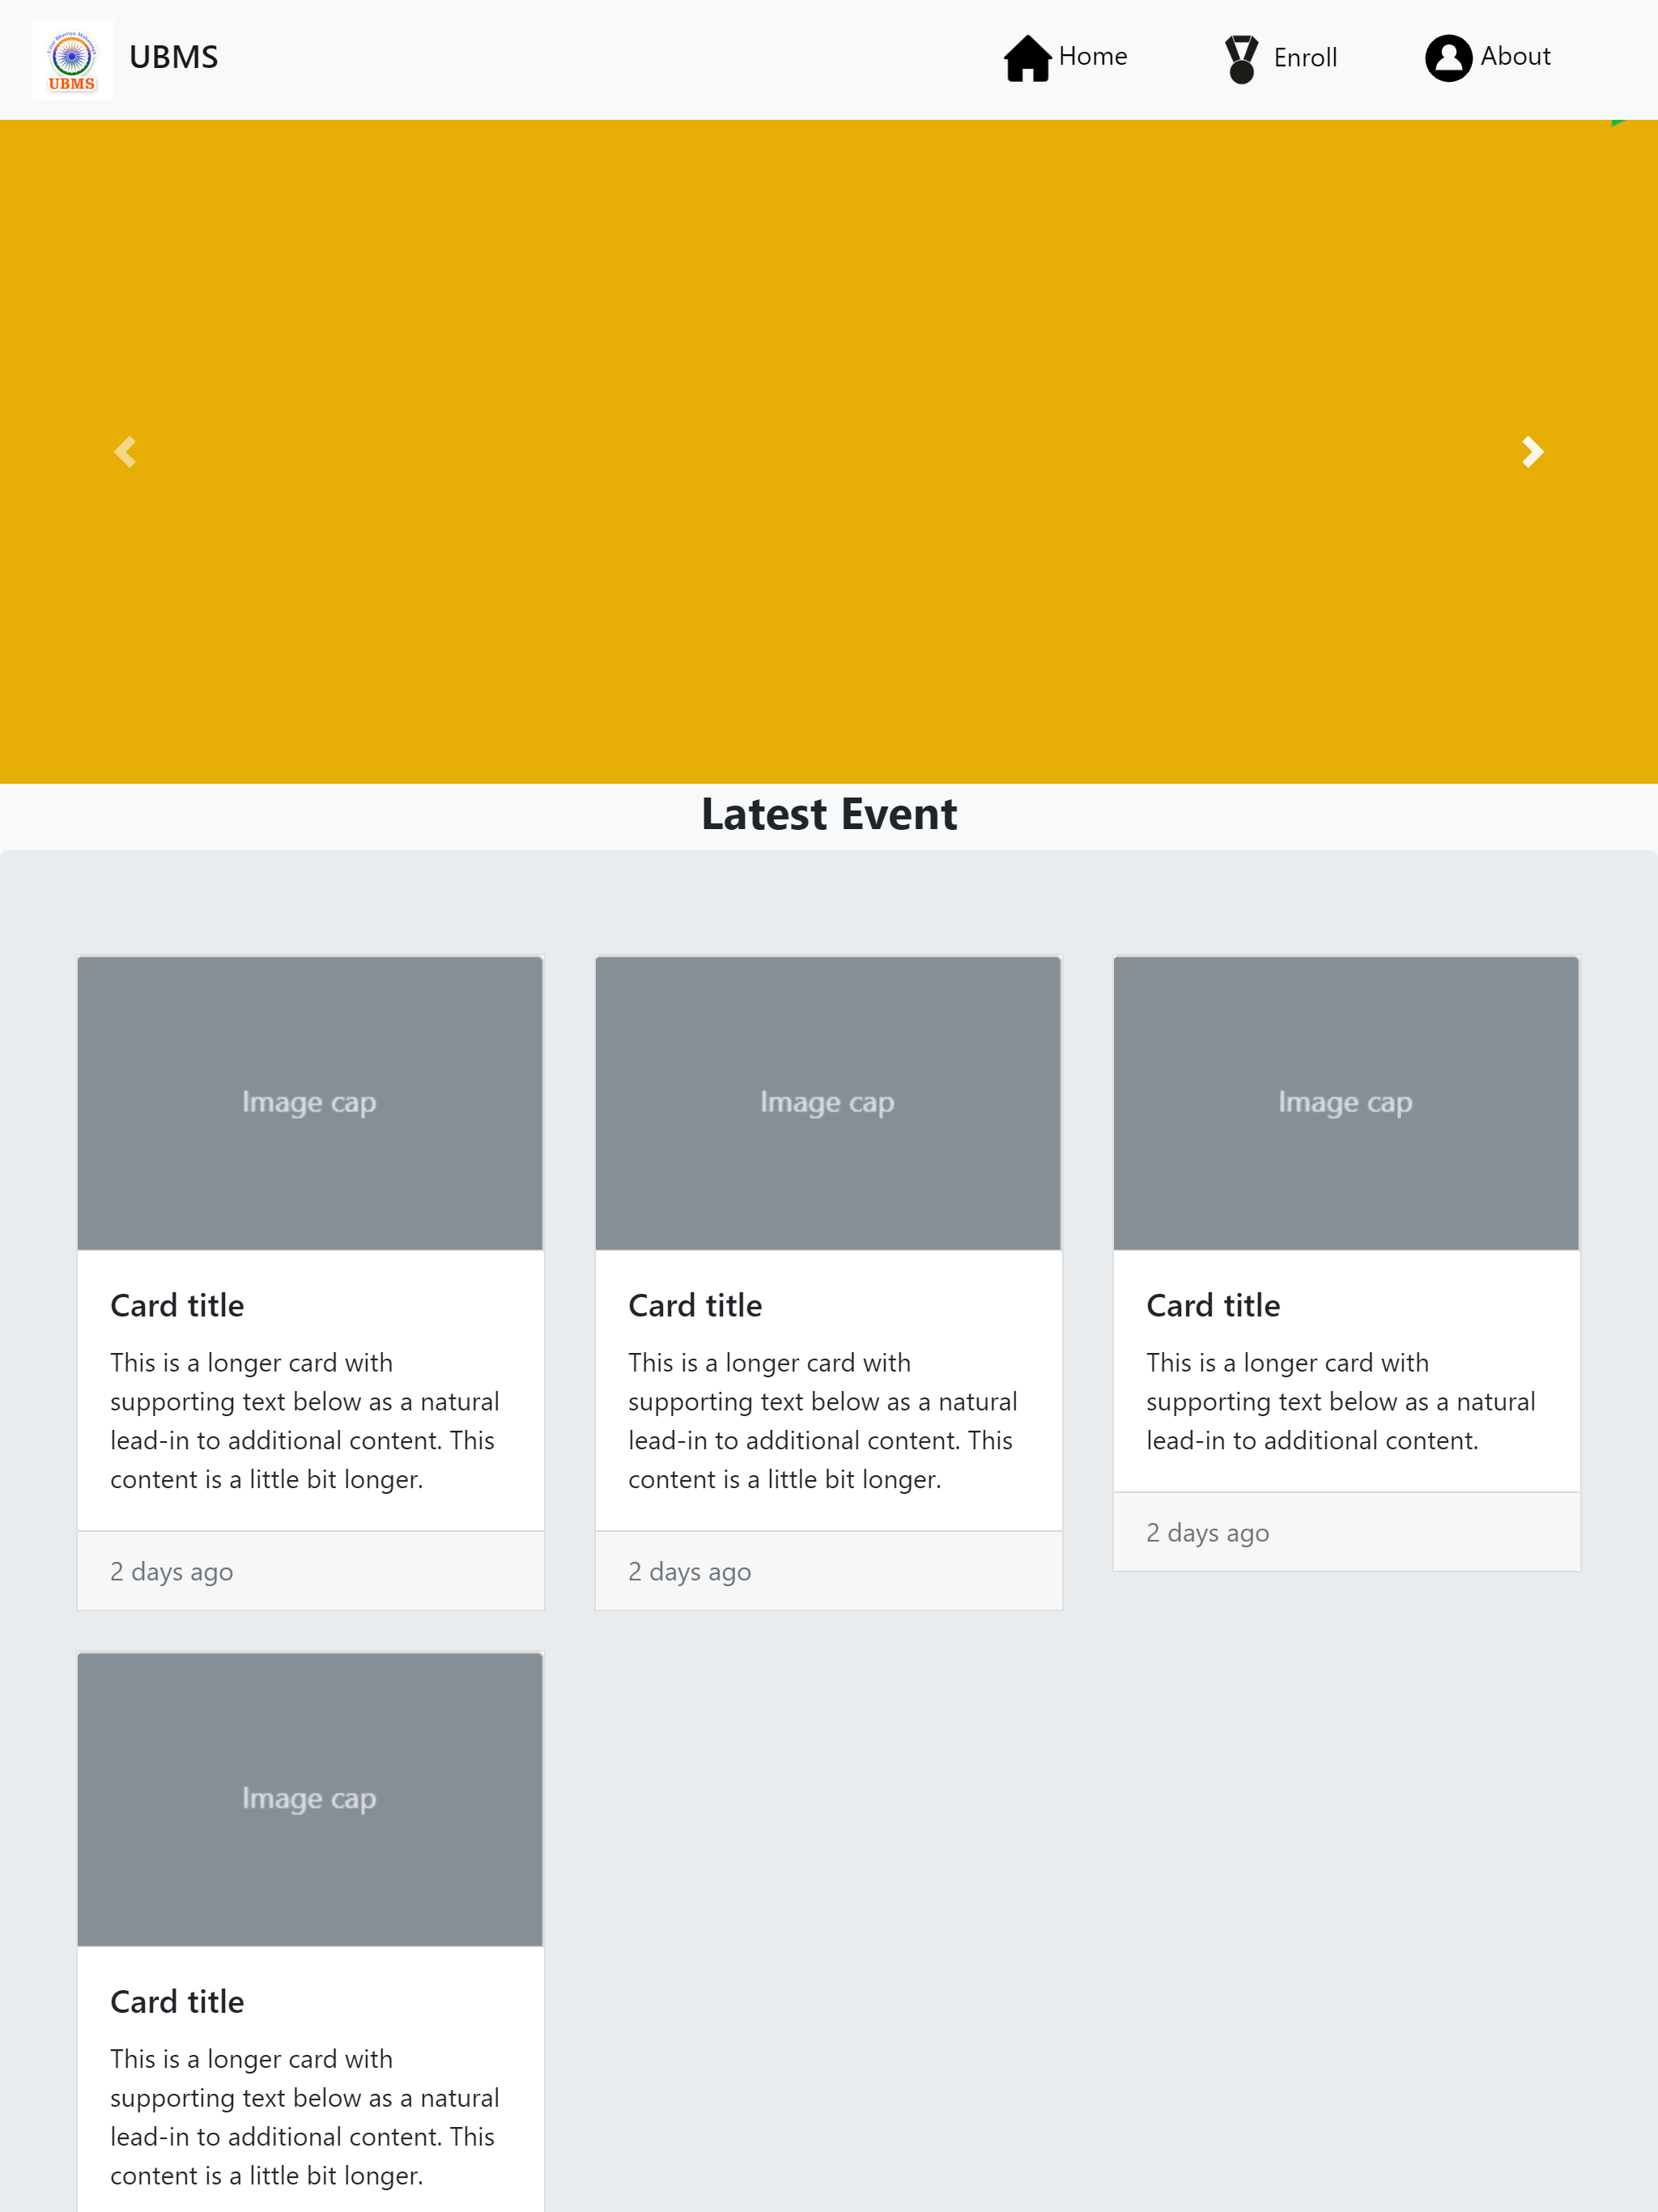 UBMS
UBMS
Home
Enroll
About
Latest Event
Image cap
Card title
This is a longer card with
supporting text below as a natural
lead-in to additional content. This
content is a little bit longer.
2 days ago
Image cap
Card title
This is a longer card with
supporting text below as a natural
lead-in to additional content. This
content is a little bit longer.
2 days ago
Image cap
Card title
This is a longer card with
supporting text below as a natural
lead-in to additional content.
2 days ago
Image cap
Card title
This is a longer card with
supporting text below as a natural
lead-in to additional content. This
content is a little bit longer.